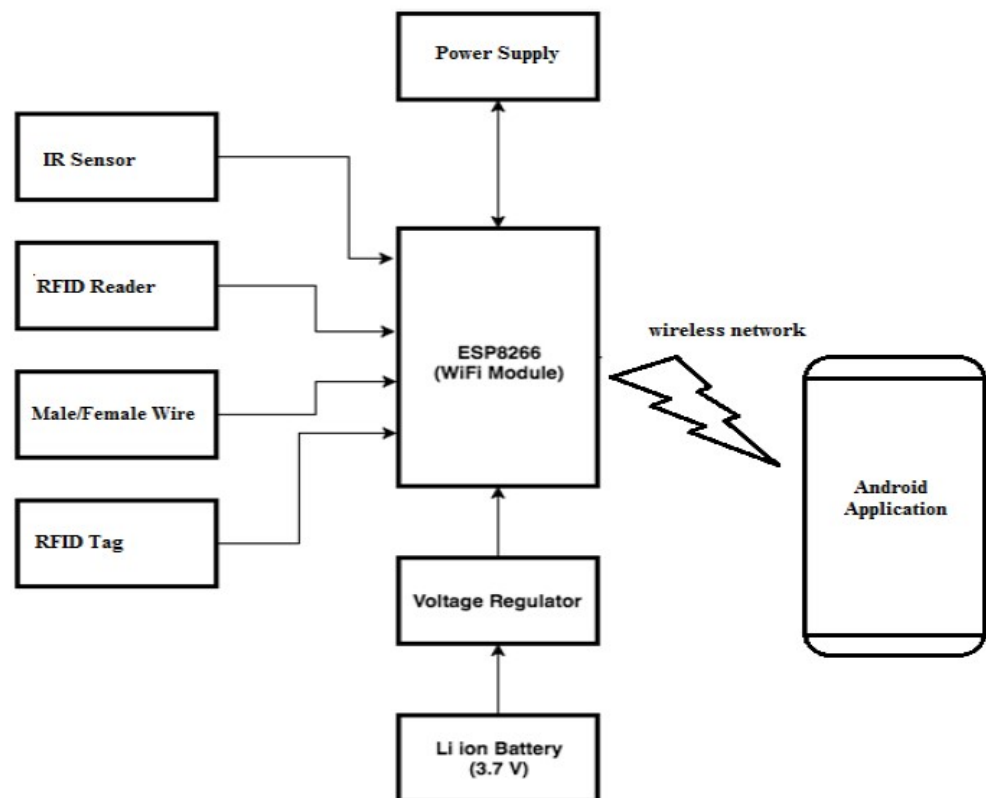 Power Supply
IR Sensor
RFID Reader
Male/Female Wire
RFID Tag
ESP8266
(WiFi Module)
wireless network
Android
Application
Voltage Regulator
Li ion Battery
(3.7 V)